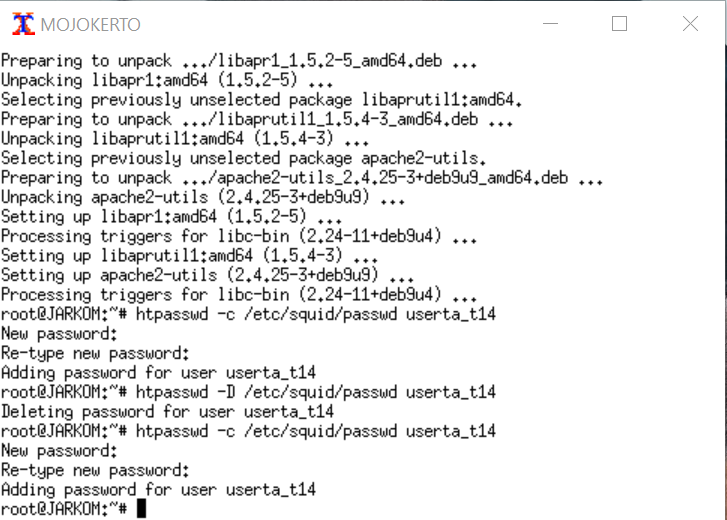 MOJOKERTO
Preparing to unpack .../libapr1_1.5.2-5_amd64.deb ...
Unpacking libapr1:amd64 (1.5.2-5) ...
Selecting previously unselected package libaprutil1:amd64.
Preparing to unpack .../libaprutil1_1.5.4-3_amd64.deb ...
Unpacking libaprutil1:amd64 (1.5.4-3) ...
Selecting previously unselected package apache2-utils.
Preparing to unpack .../apache2-utils_2.4.25-3+deb9u9_amd64.deb ...
Unpacking apache2-utils (2.4.25-3+deb9u9) ...
Setting up libapr1:amd64 (1.5.2-5) ...
Processing triggers for libc-bin (2.24-11+deb9u4) ...
Setting up libaprutil1:amd64 (1.5.4-3) ...
Setting up apache2-utils (2.4.25-3+deb9u9) ...
Processing triggers for libc-bin (2.24-11+deb9u4) ...
root@JARKOM:~# htpasswd -c /etc/squid/passwd userta_t14
New password:
Re-type new password:
Adding password for user userta_t14
root@JARKOM:~# htpasswd -D /etc/squid/passwd userta_t14
Deleting password for user userta_t14
root@JARKOM:~# htpasswd -c /etc/squid/passwd userta_t14
New password:
Re-type new password:
Adding password for user userta_t14
root@JARKOM:~#